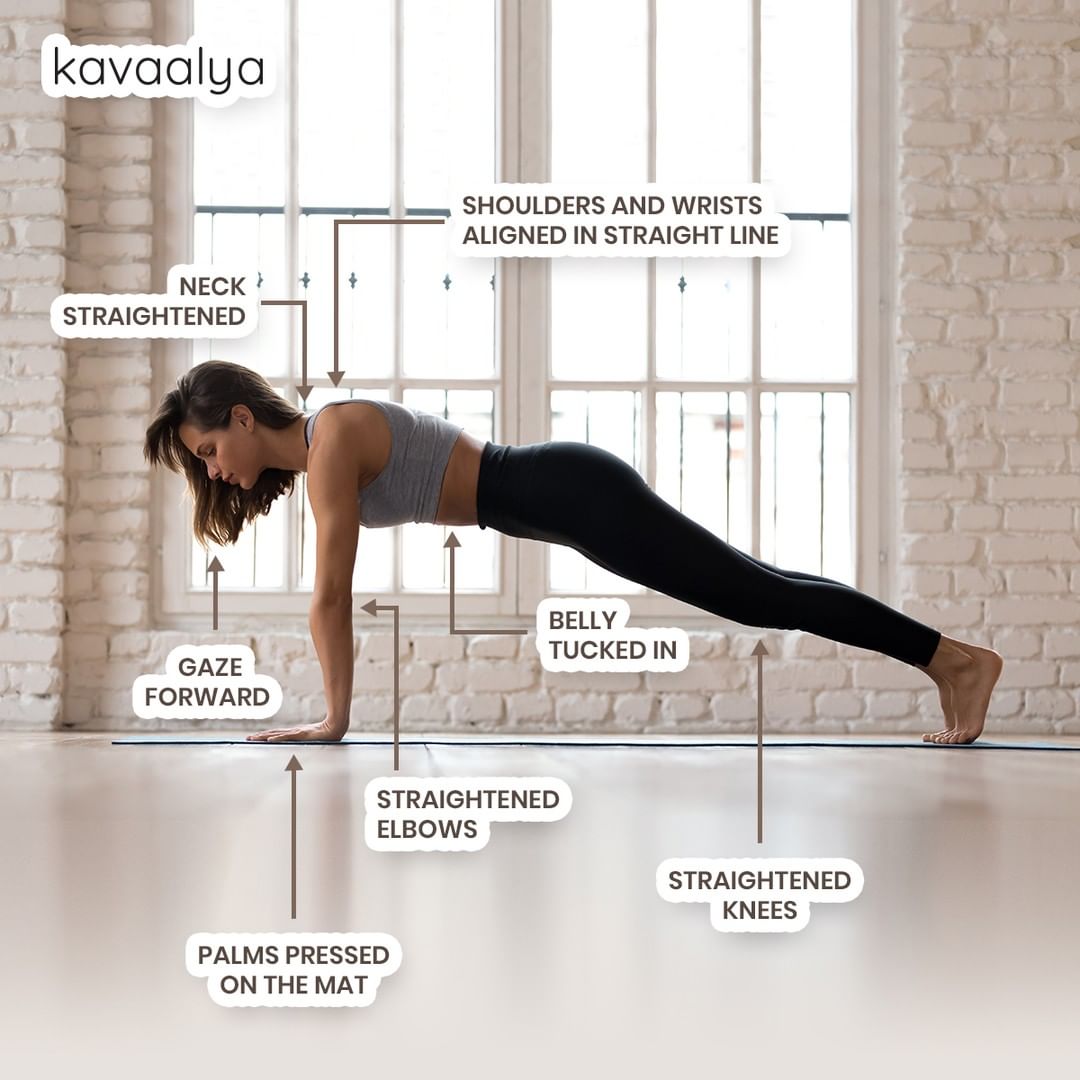 kavaalya
SHOULDERS AND WRISTS
ALIGNED IN STRAIGHT LINE
NECK
STRAIGHTENED
BELLY
TUCKED IN
GAZE
FORWARD
STRAIGHTENED
ELBOWS
STRAIGHTENED
KNEES
PALMS PRESSED
ON THE MAT